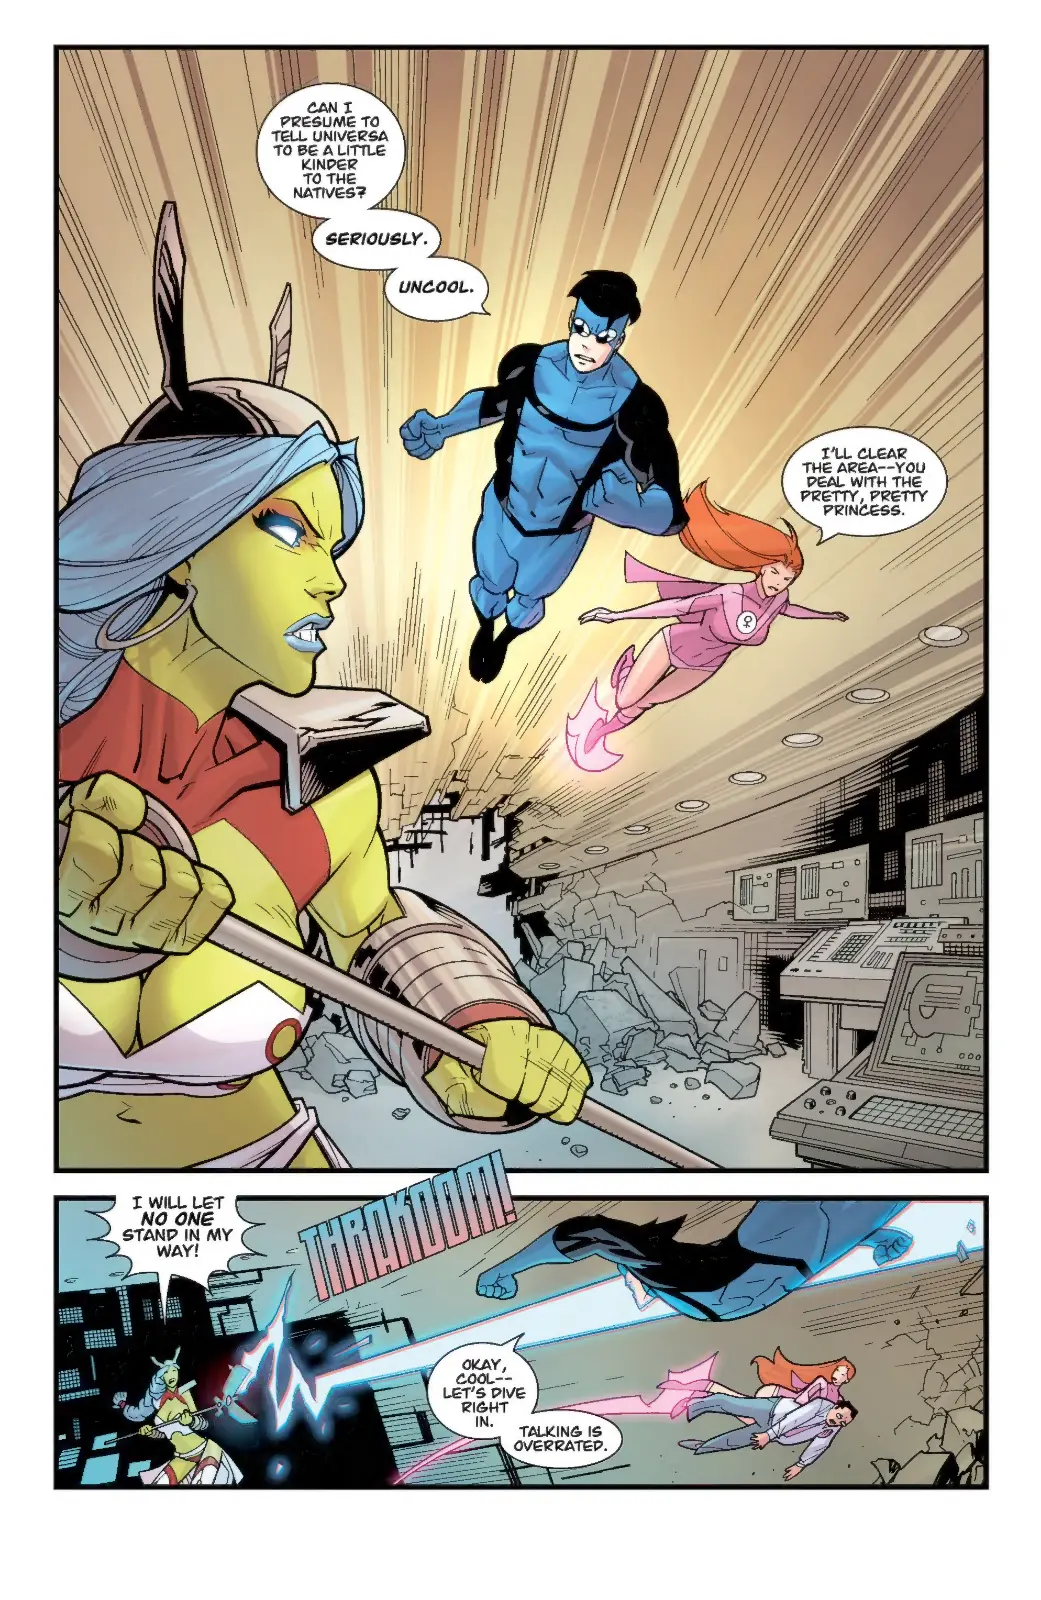 CAN I
PRESUME TO
TELL UNIVERSA
TO BE A LITTLE
KINDER
TO THE
NATIVES?
SERIOUSLY.
UNCOOL.
I'LL CLEAR
THE AREA--YOU
DEAL WITH THE
PRETTY, PRETTY
PRINCESS.
I WILL LET
NO ONE
STAND IN MY
WAY!
THRAKOOM!
OKAY,
COOL--
LET'S DIVE
RIGHT
IN.
TALKING IS
OVERRATED.